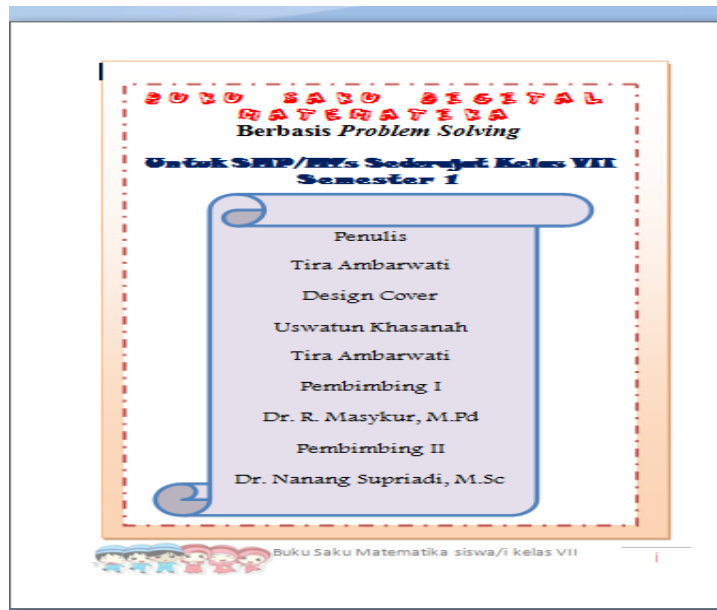 BUKU SAKU DIGITAL
MATEMATIKA
Berbasis Problem Solving
Untuk SMP/MTs Sederajat Kelas VII
Semester 1
Penulis
Tira Ambarwati
Design Cover
Uswatun Khasanah
Tira Ambarwati
Pembimbing I
Dr. R. Masykur, M.Pd
Pembimbing II
Dr. Nanang Supriadi, M.Sc
Buku Saku Matematika siswa/i kelas VII
i